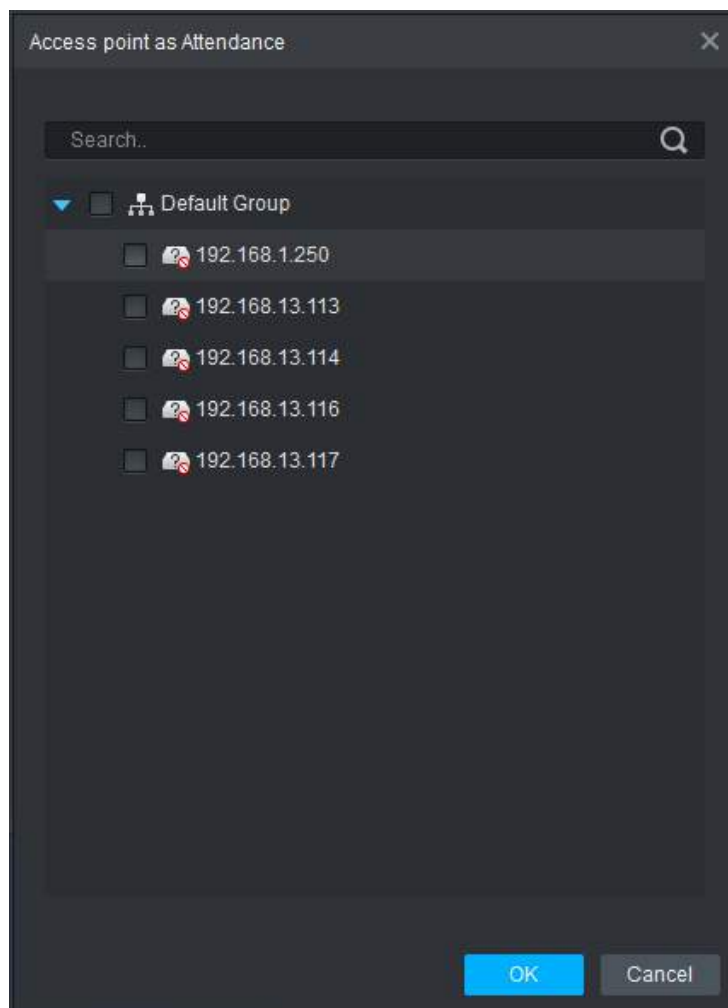 Access point as Attendance
Search..
Default Group
192.168.1.250
192.168.13.113
192.168.13.114
192.168.13.116
192.168.13.117
OK Cancel